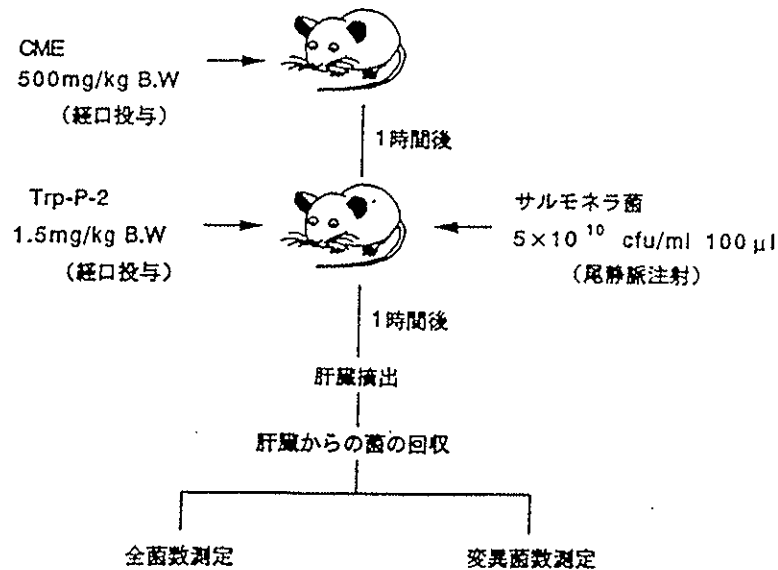 CME
500mg/kg B.W
(経口投与)
1時間後
Trp-P-2
1.5mg/kg B.W
(経口投与)
サルモネラ菌
5×10¹⁰ cfu/ml 100μl
(尾静脈注射)
1時間後
肝臓摘出
肝臓からの菌の回収
全菌数測定
変異菌数測定